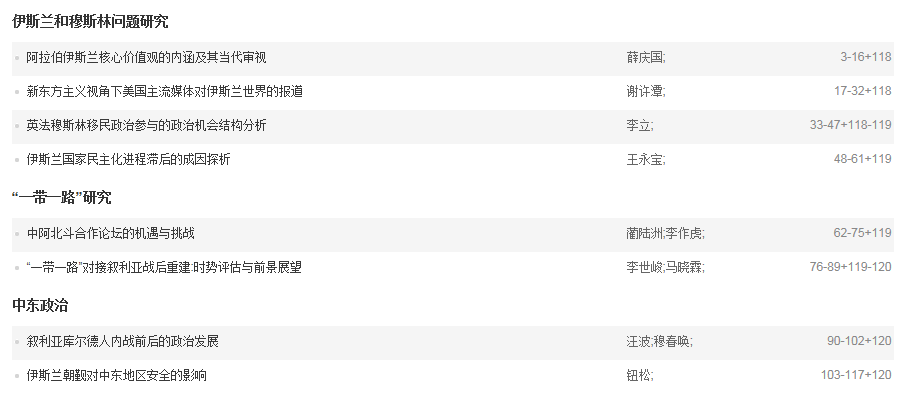 伊斯兰和穆斯林问题研究
阿拉伯伊斯兰核心价值观的内涵及其当代审视 薛庆国; 3-16+118
新东方主义视角下美国主流媒体对伊斯兰世界的报道 谢许潭; 17-32+118
英法穆斯林移民政治参与的政治机会结构分析 李立; 33-47+118-119
伊斯兰国家民主化进程滞后的成因探析 王永宝; 48-61+119
“一带一路”研究
中阿北斗合作论坛的机遇与挑战 蔺陆洲;李作虎; 62-75+119
“一带一路”对接叙利亚战后重建:时势评估与前景展望 李世峻;马晓霖; 76-89+119-120
中东政治
叙利亚库尔德人内战前后的政治发展 汪波;穆春唤; 90-102+120
伊斯兰朝觐对中东地区安全的影响 钮松; 103-117+120